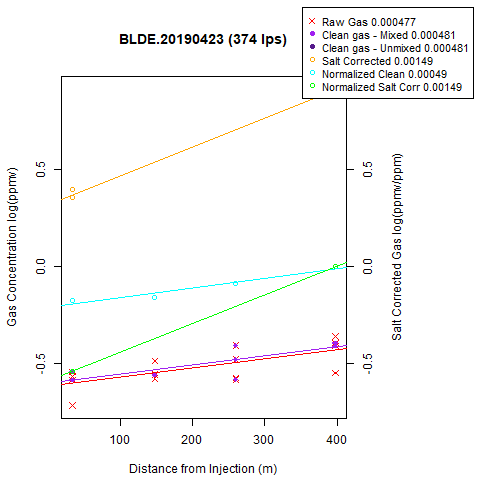 BLDE.20190423 (374 lps)
Raw Gas 0.000477
Clean gas - Mixed 0.000481
Clean gas - Unmixed 0.000481
Salt Corrected 0.00149
Normalized Clean 0.00049
Normalized Salt Corr 0.00149
Gas Concentration log(ppmv)
0.5
0.0
-0.5
0.5
0.0
-0.5
Salt Corrected Gas log(ppmv/ppm)
100 200 300 400
Distance from Injection (m)